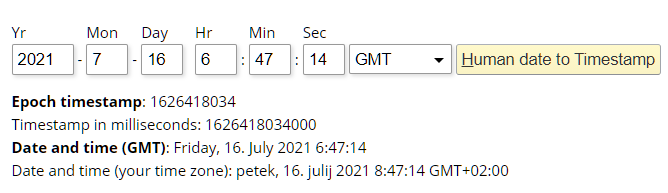 Yr Mon Day Hr Min Sec
2021 - 7 - 16 6 : 47 : 14 GMT Human date to Timestamp
Epoch timestamp: 1626418034
Timestamp in milliseconds: 1626418034000
Date and time (GMT): Friday, 16. July 2021 6:47:14
Date and time (your time zone): petek, 16. julij 2021 8:47:14 GMT+02:00